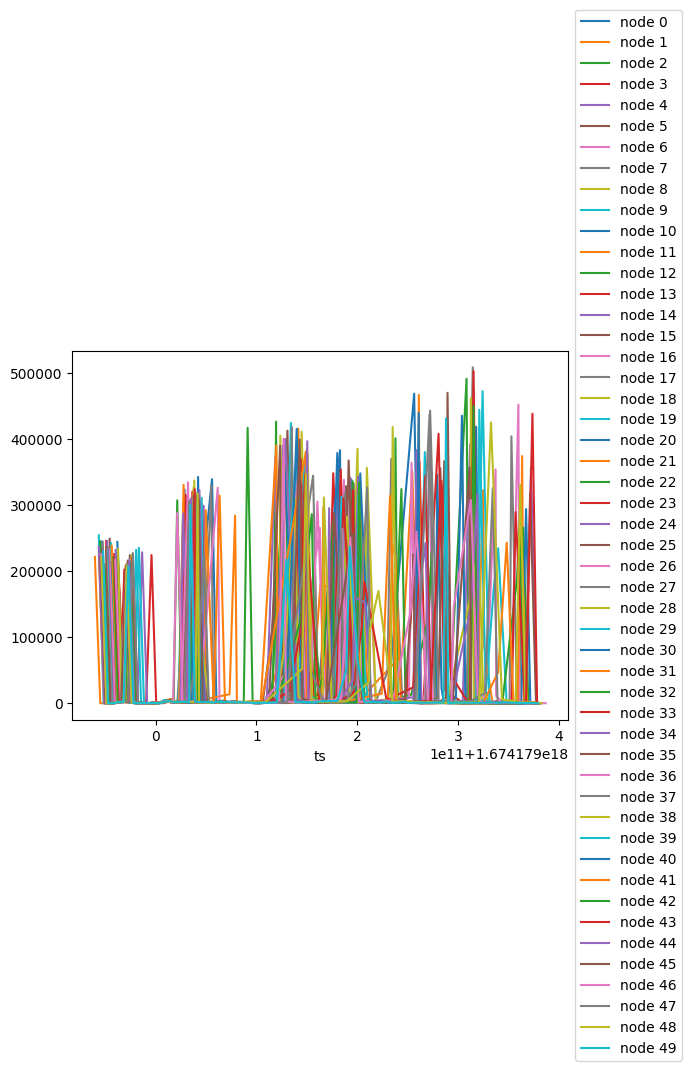 500000
400000
300000
200000
100000
0
0
1
2
3
4
ts
1e11+1.674179e18
node 0
node 1
node 2
node 3
node 4
node 5
node 6
node 7
node 8
node 9
node 10
node 11
node 12
node 13
node 14
node 15
node 16
node 17
node 18
node 19
node 20
node 21
node 22
node 23
node 24
node 25
node 26
node 27
node 28
node 29
node 30
node 31
node 32
node 33
node 34
node 35
node 36
node 37
node 38
node 39
node 40
node 41
node 42
node 43
node 44
node 45
node 46
node 47
node 48
node 49